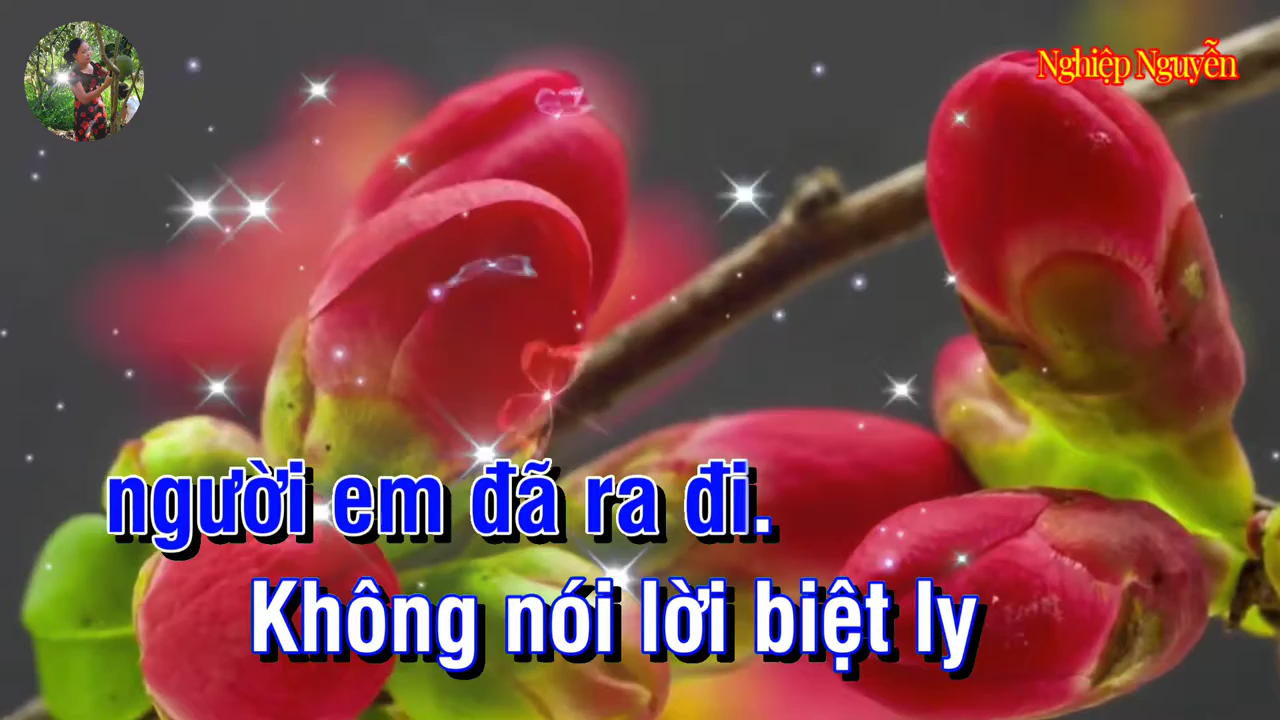 Nghiệp Nguyễn
người em đã ra đi.
Không nói lời biệt ly